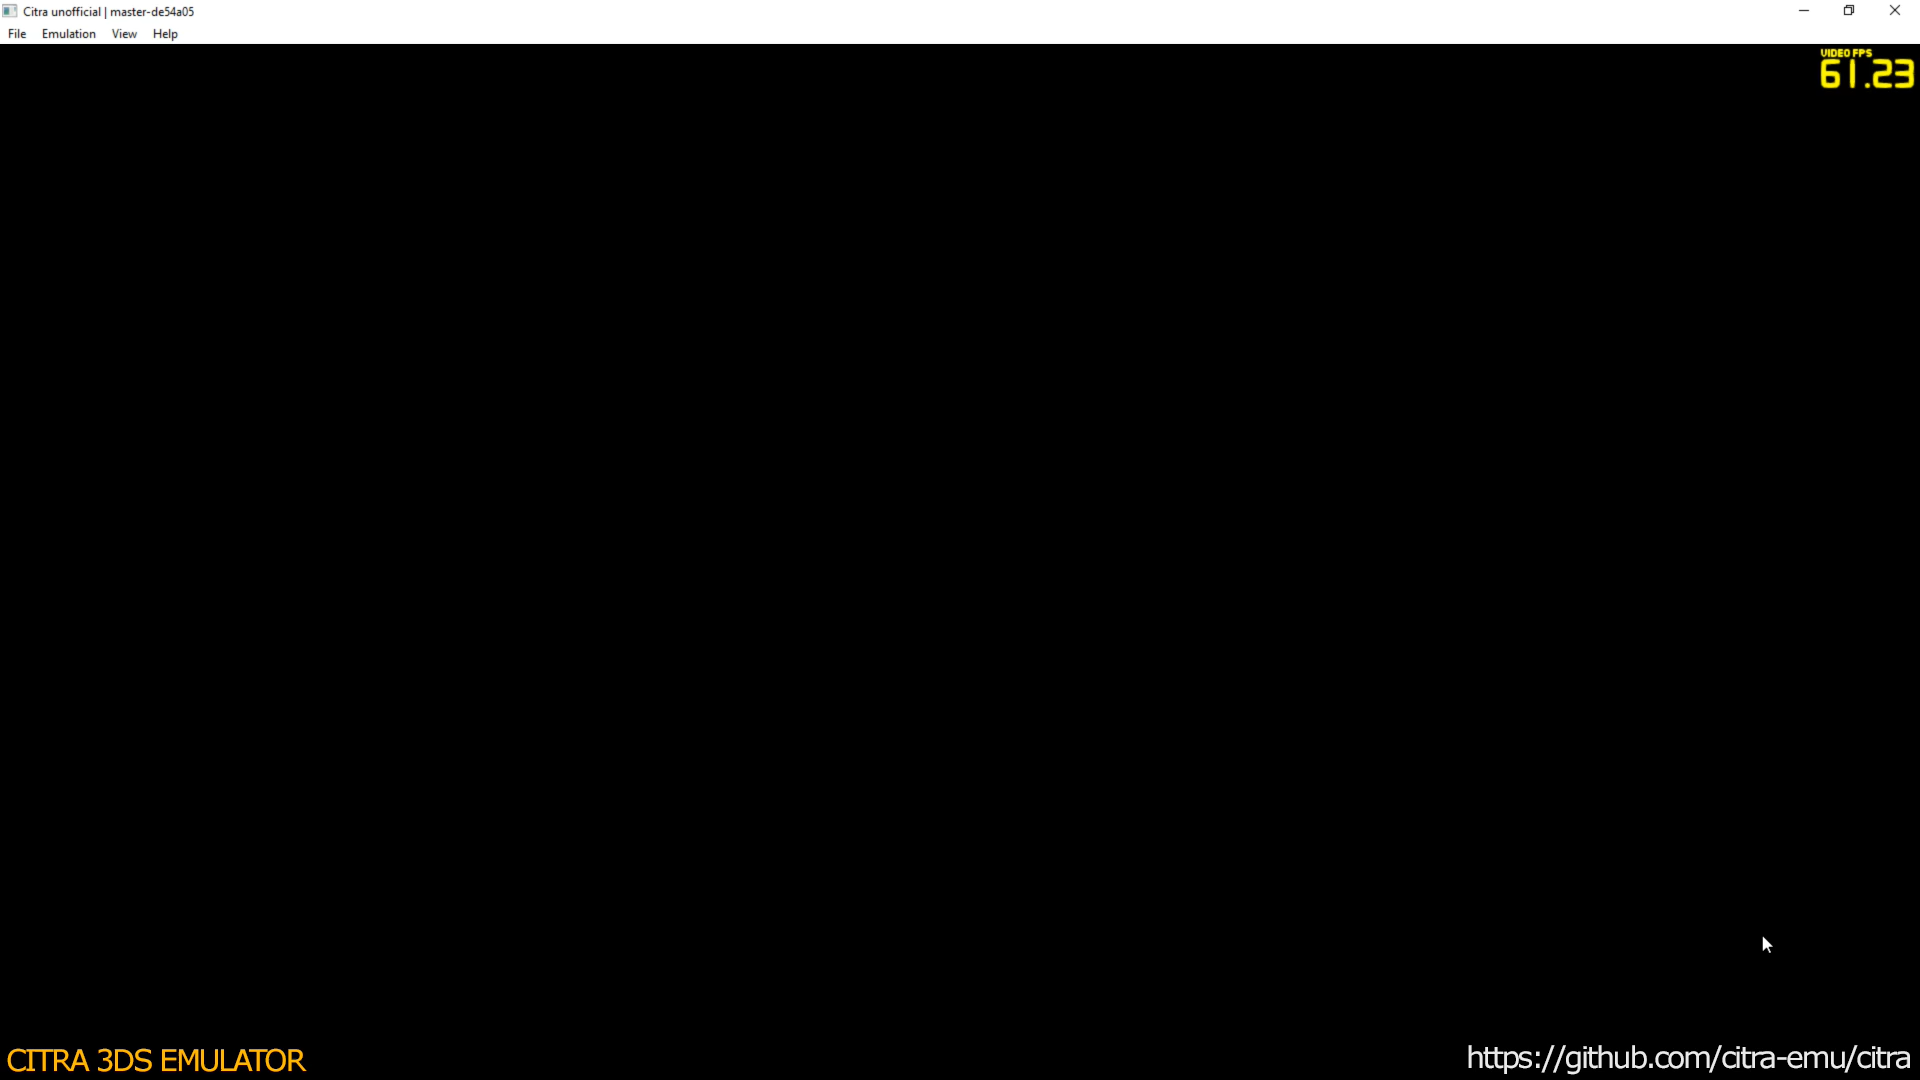 Citra unofficial | master-de54a05
File Emulation View Help
VIDEO FPS
61.23
CITRA 3DS EMULATOR
https://github.com/citra-emu/citra